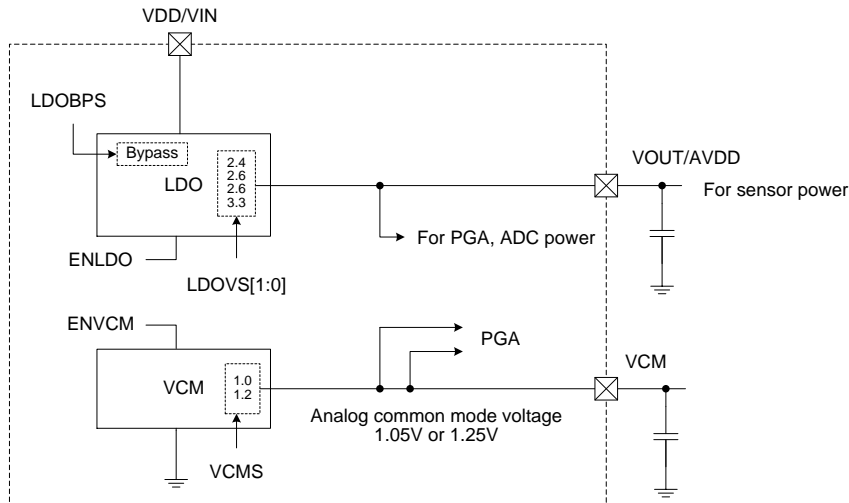 VDD/VIN
LDOBPS
Bypass
LDO
2.4
2.6
2.6
3.3
VOUT/AVDD
For sensor power
For PGA, ADC power
ENLDO
LDOVS[1:0]
ENVCM
PGA
VCM
1.0
1.2
VCM
Analog common mode voltage
1.05V or 1.25V
VCMS